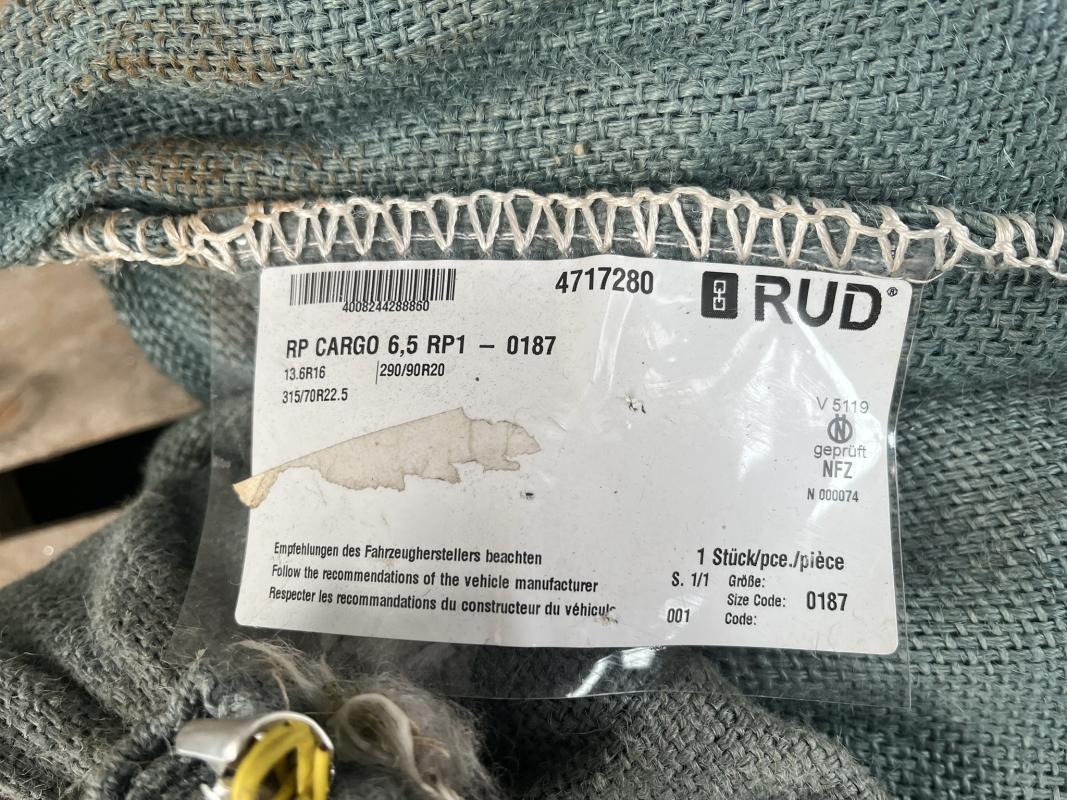 4008244288860
4717280
RUD®
RP CARGO 6,5 RP1 – 0187
13.6R16 290/90R20
315/70R22.5
V 5119
N
geprüft
NFZ
N 000074
Empfehlungen des Fahrzeugherstellers beachten
Follow the recommendations of the vehicle manufacturer
Respecter les recommandations du constructeur du véhicule
1 Stück/pce./pièce
S. 1/1 Größe:
Size Code: 0187
001 Code: